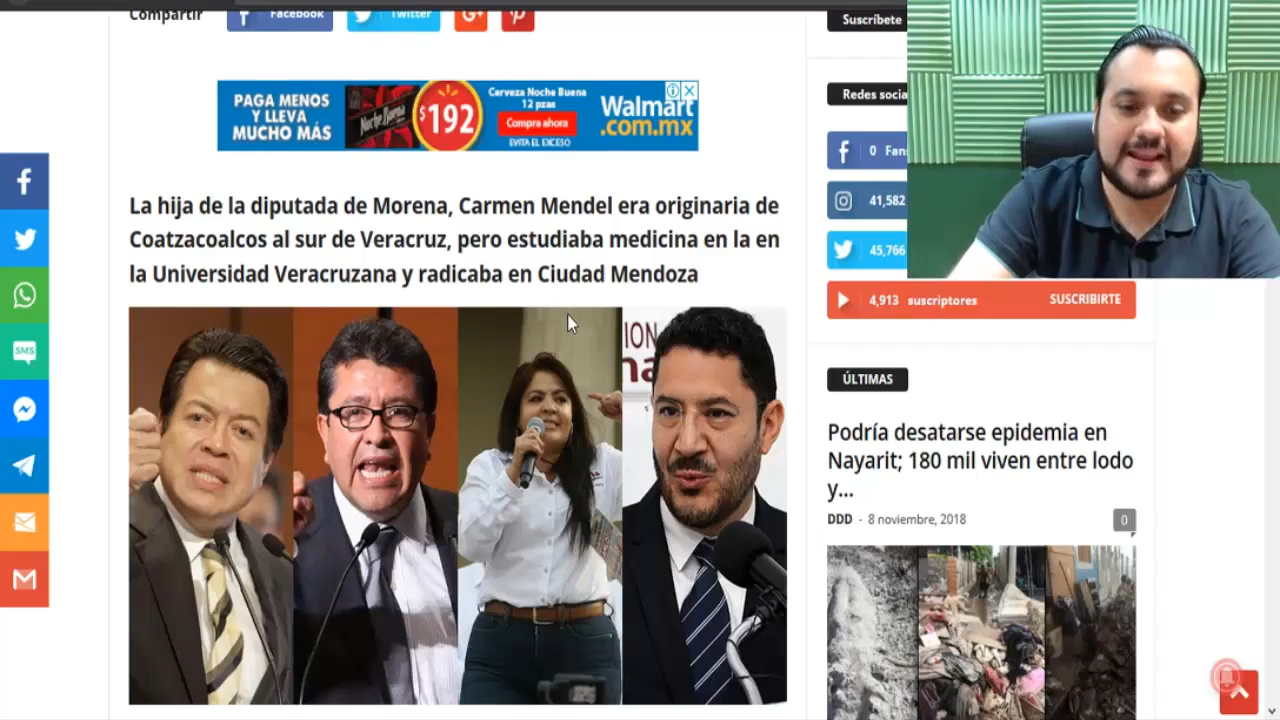 Compartir
Facebook
Twitter
G+
PAGA MENOS
Y LLEVA
MUCHO MÁS
Noche Buena
$192
Cerveza Noche Buena
12 pzas
Compra ahora
EVITA EL EXCESO
Walmart
.com.mx
La hija de la diputada de Morena, Carmen Mendel era originaria de
Coatzacoalcos al sur de Veracruz, pero estudiaba medicina en la en
la Universidad Veracruzana y radicaba en Ciudad Mendoza
ION
na
SMS
Suscríbete
Redes socia
0 Fans
41,582
45,766
4,913 suscriptores
SUSCRIBIRTE
ÚLTIMAS
Podría desatarse epidemia en
Nayarit; 180 mil viven entre lodo
y...
DDD - 8 noviembre, 2018
0